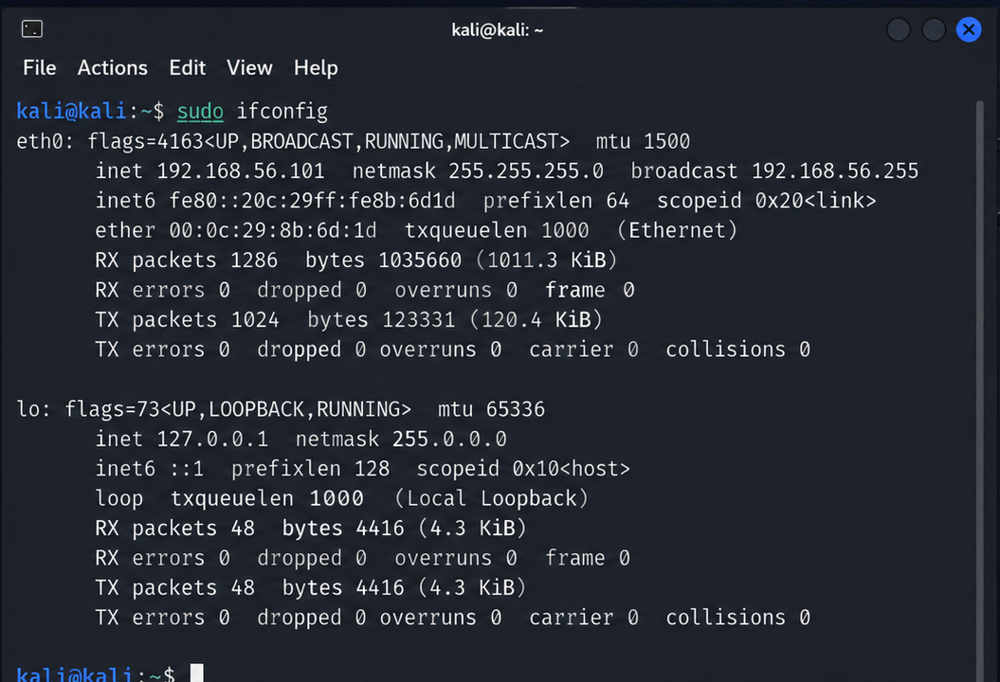 kali@kali: ~
File Actions Edit View Help
kali@kali:~$ sudo ifconfig
eth0: flags=4163<UP,BROADCAST,RUNNING,MULTICAST>  mtu 1500
        inet 192.168.56.101  netmask 255.255.255.0  broadcast 192.168.56.255
        inet6 fe80::20c:29ff:fe8b:6d1d  prefixlen 64  scopeid 0x20<link>
        ether 00:0c:29:8b:6d:1d  txqueuelen 1000  (Ethernet)
        RX packets 1286  bytes 1035660 (1011.3 KiB)
        RX errors 0  dropped 0  overruns 0  frame 0
        TX packets 1024  bytes 123331 (120.4 KiB)
        TX errors 0  dropped 0 overruns 0  carrier 0  collisions 0
lo: flags=73<UP,LOOPBACK,RUNNING>  mtu 65336
        inet 127.0.0.1  netmask 255.0.0.0
        inet6 ::1  prefixlen 128  scopeid 0x10<host>
        loop  txqueuelen 1000  (Local Loopback)
        RX packets 48  bytes 4416 (4.3 KiB)
        RX errors 0  dropped 0  overruns 0  frame 0
        TX packets 48  bytes 4416 (4.3 KiB)
        TX errors 0  dropped 0 overruns 0  carrier 0  collisions 0
kali@kali:~$